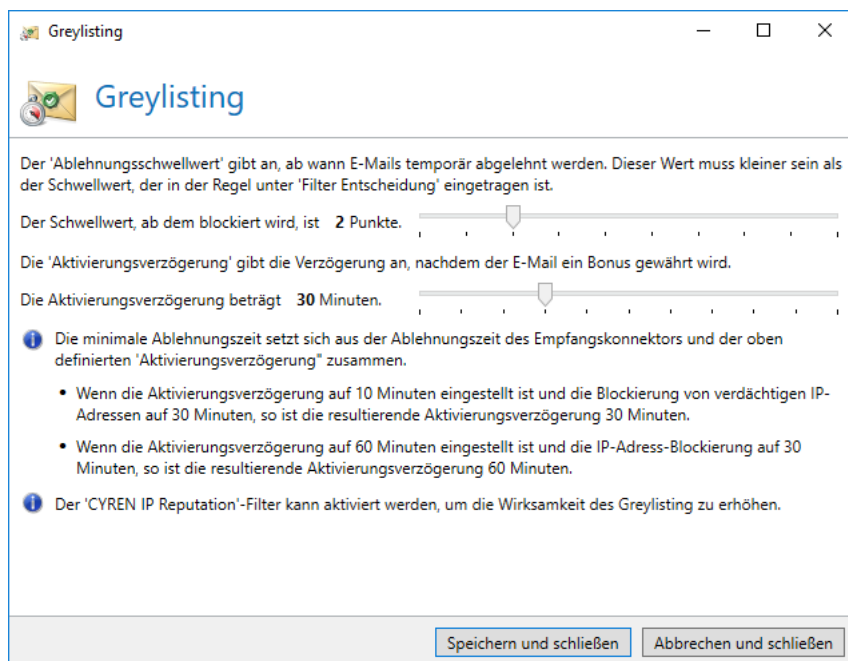 Greylisting
Greylisting
Der 'Ablehnungsschwellwert' gibt an, ab wann E-Mails temporär abgelehnt werden. Dieser Wert muss kleiner sein als
der Schwellwert, der in der Regel unter 'Filter Entscheidung' eingetragen ist.
Der Schwellwert, ab dem blockiert wird, ist 2 Punkte.
Die 'Aktivierungsverzögerung' gibt die Verzögerung an, nachdem der E-Mail ein Bonus gewährt wird.
Die Aktivierungsverzögerung beträgt 30 Minuten.
Die minimale Ablehnungszeit setzt sich aus der Ablehnungszeit des Empfangskonnektors und der oben
definierten 'Aktivierungsverzögerung" zusammen.
• Wenn die Aktivierungsverzögerung auf 10 Minuten eingestellt ist und die Blockierung von verdächtigen IP-
Adressen auf 30 Minuten, so ist die resultierende Aktivierungsverzögerung 30 Minuten.
• Wenn die Aktivierungsverzögerung auf 60 Minuten eingestellt ist und die IP-Adress-Blockierung auf 30
Minuten, so ist die resultierende Aktivierungsverzögerung 60 Minuten.
Der 'CYREN IP Reputation'-Filter kann aktiviert werden, um die Wirksamkeit des Greylisting zu erhöhen.
Speichern und schließen
Abbrechen und schließen